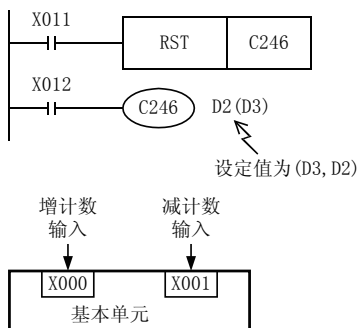 X011
RST C246
X012
C246 D2(D3)
设定值为(D3,D2)
增计数 减计数
输入 输入
X000 X001
基本单元